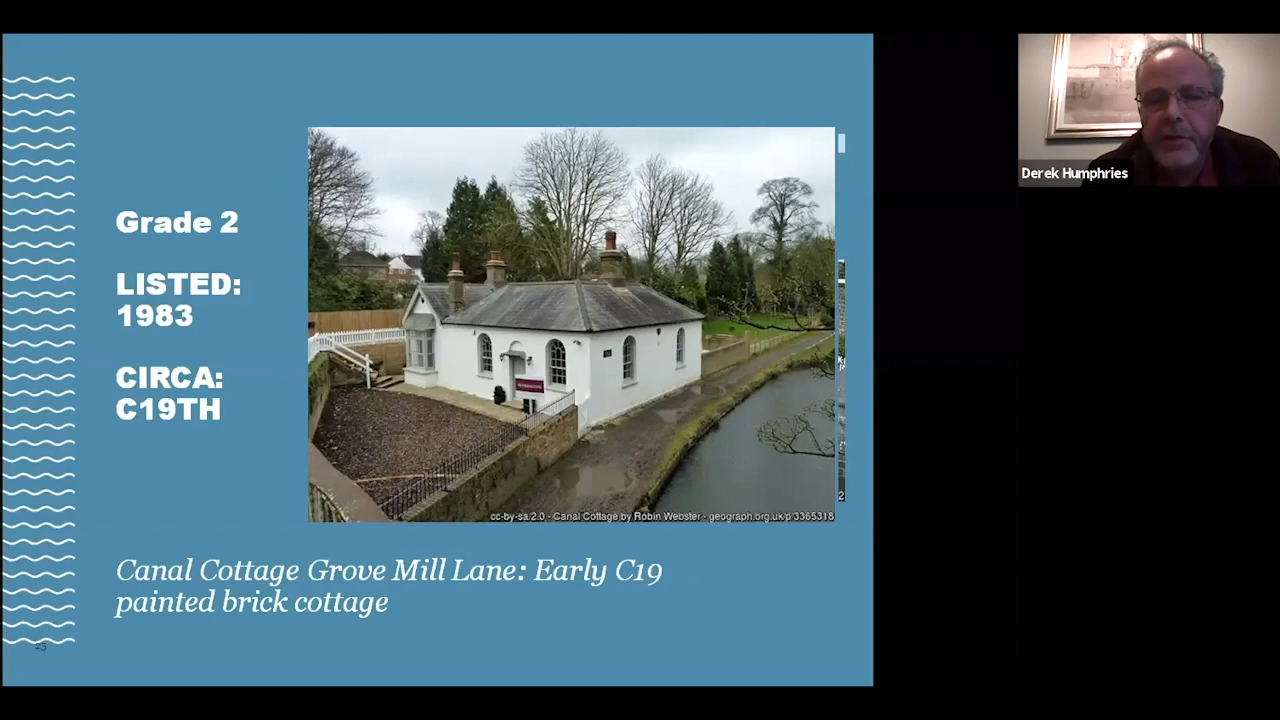 Grade 2
LISTED:
1983
CIRCA:
C19TH
cc-by-sa/2.0 - Canal Cottage by Robin Webster - geograph.org.uk/p/3365318
Canal Cottage Grove Mill Lane: Early C19
painted brick cottage
25
Derek Humphries